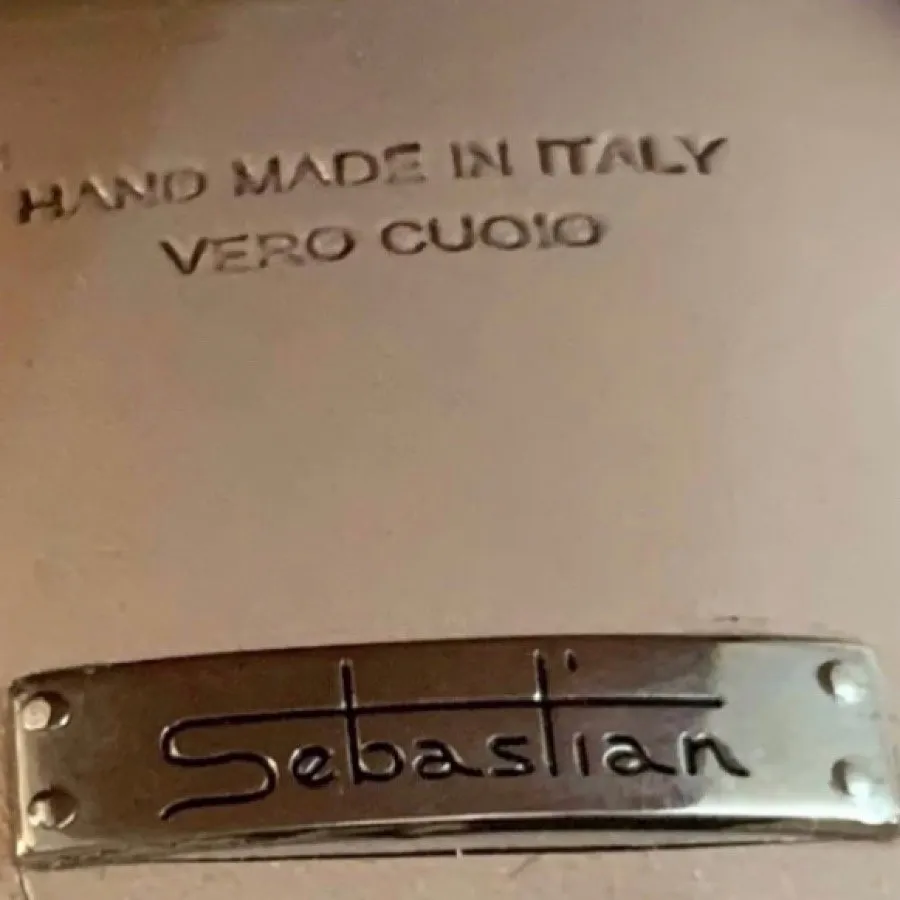 HAND MADE IN ITALY
VERO CUOIO
Sebastian